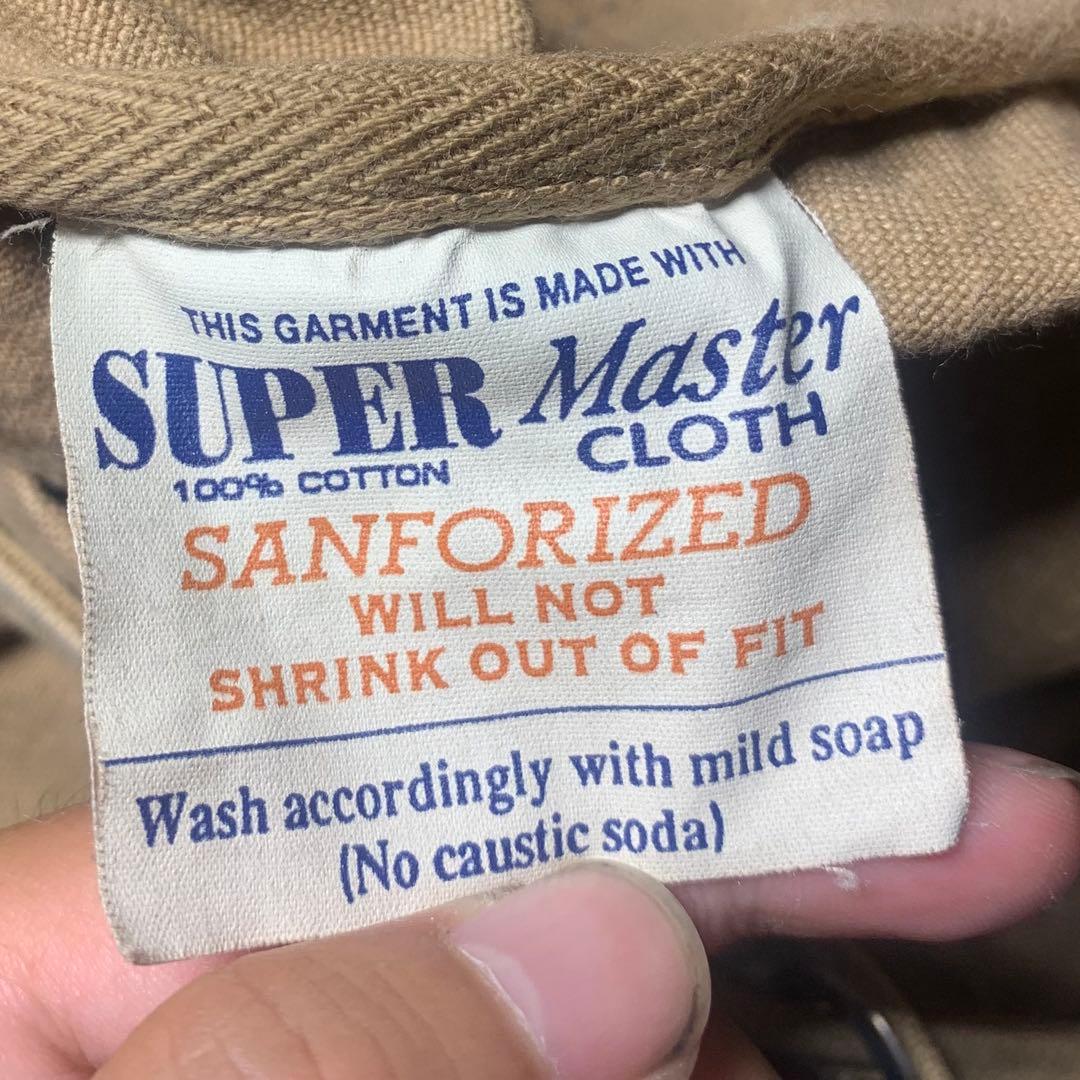 THIS GARMENT IS MADE WITH
SUPER Master
100% COTTON CLOTH
SANFORIZED
WILL NOT
SHRINK OUT OF FIT
Wash accordingly with mild soap
(No caustic soda)